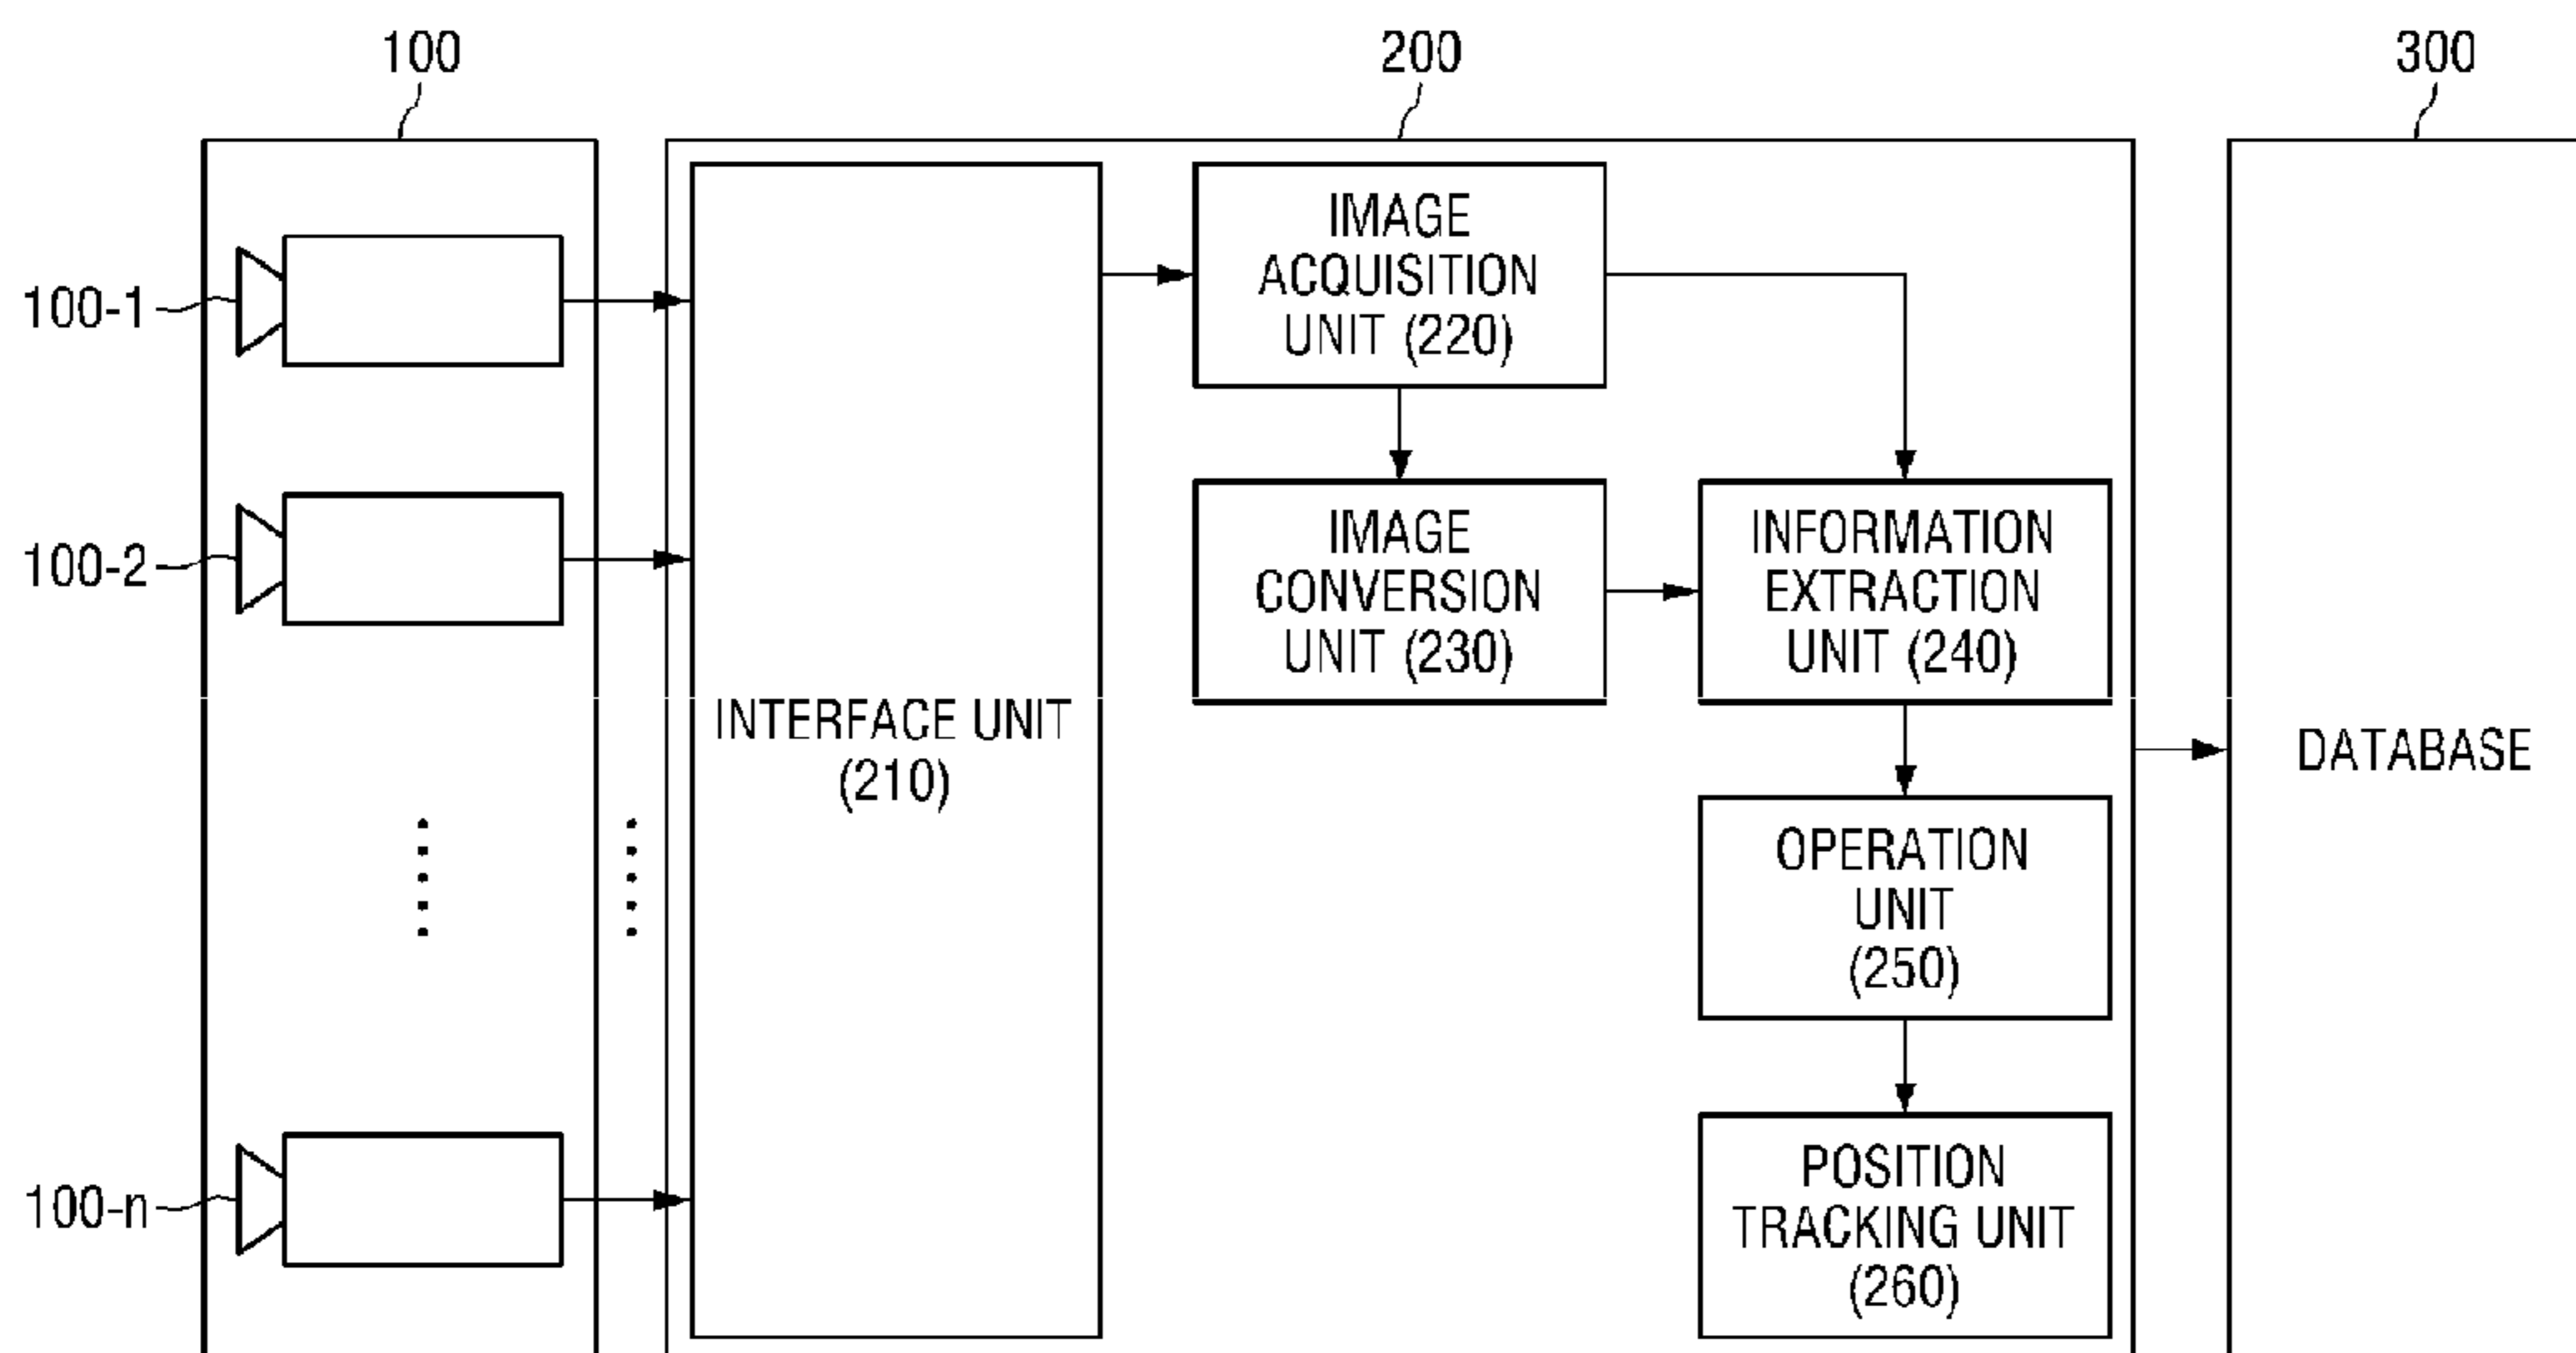 100
200
300
100-1
100-2
100-n
INTERFACE UNIT
(210)
IMAGE
ACQUISITION
UNIT (220)
IMAGE
CONVERSION
UNIT (230)
INFORMATION
EXTRACTION
UNIT (240)
OPERATION
UNIT
(250)
POSITION
TRACKING UNIT
(260)
DATABASE